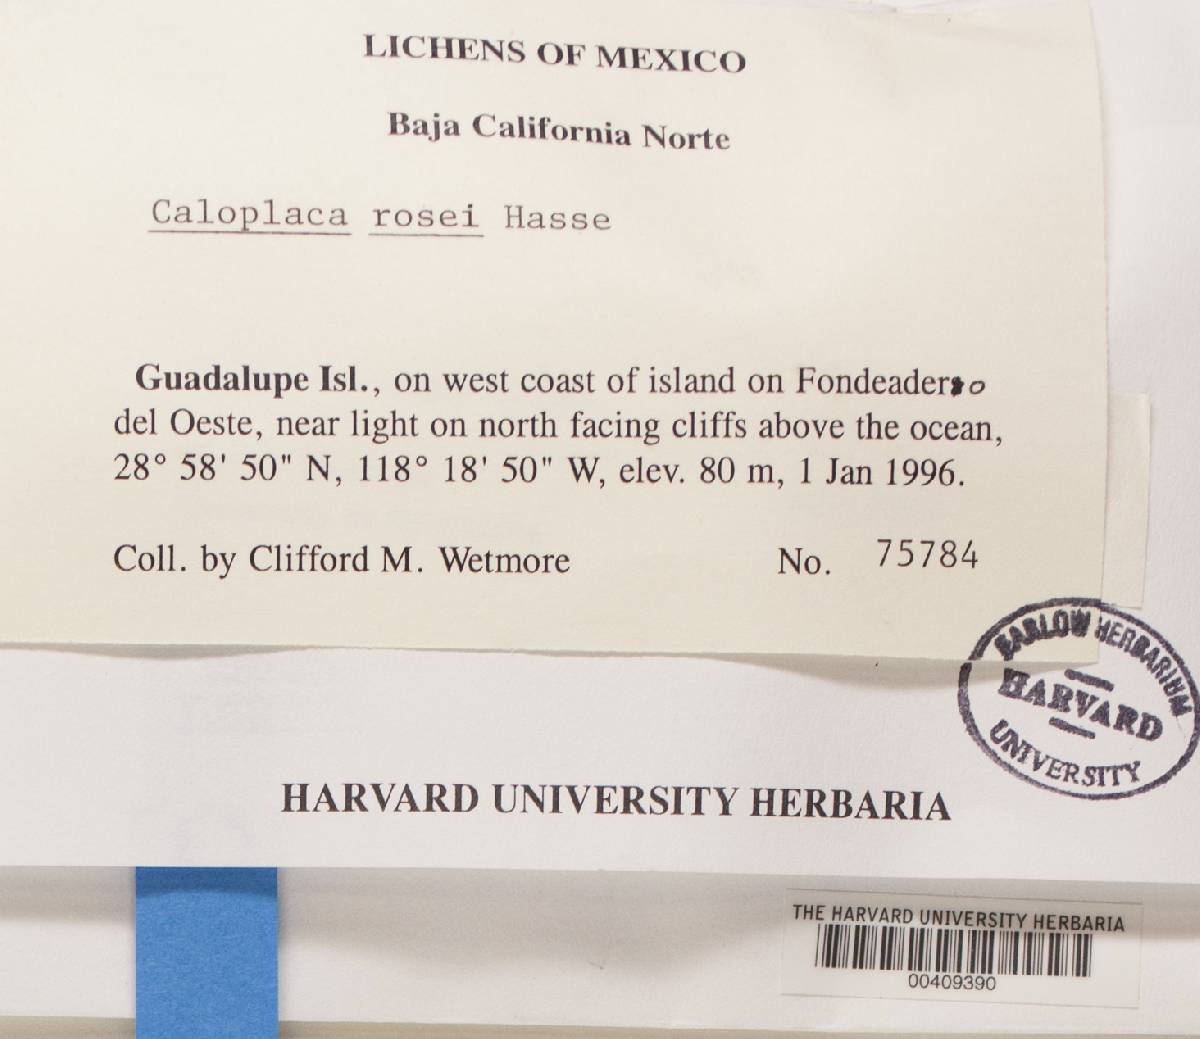 LICHENS OF MEXICO
Baja California Norte
Caloplaca rosei Hasse
Guadalupe Isl., on west coast of island on Fondeadero
del Oeste, near light on north facing cliffs above the ocean,
28° 58' 50" N, 118° 18' 50" W, elev. 80 m, 1 Jan 1996.
Coll. by Clifford M. Wetmore No. 75784
FARLOW HERBARIUM
HARVARD
UNIVERSITY
HARVARD UNIVERSITY HERBARIA
THE HARVARD UNIVERSITY HERBARIA
00409390